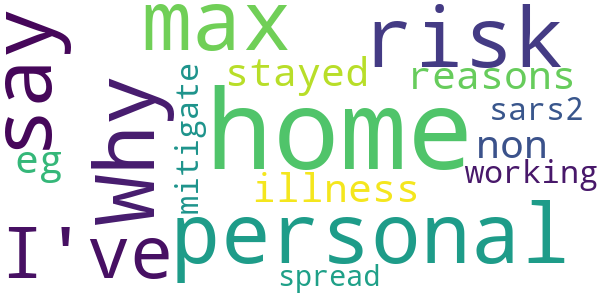 say
max
risk
Why
mitigate
stayed
reasons
home
sars2
eg
non
working
illness
I've
personal
spread